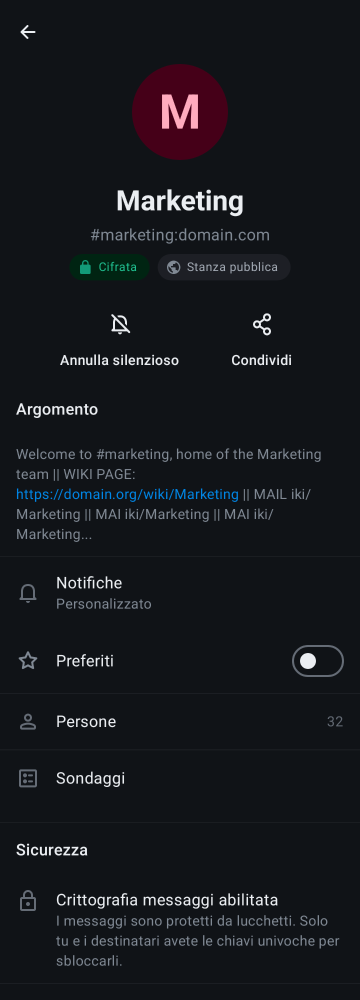 M
Marketing
#marketing:domain.com
Cifrata
Stanza pubblica
Annulla silenzioso
Condividi
Argomento
Welcome to #marketing, home of the Marketing
team || WIKI PAGE:
https://domain.org/wiki/Marketing || MAIL iki/
Marketing || MAI iki/Marketing || MAI iki/
Marketing...
Notifiche
Personalizzato
Preferiti
Persone
32
Sondaggi
Sicurezza
Crittografia messaggi abilitata
I messaggi sono protetti da lucchetti. Solo
tu e i destinatari avete le chiavi univoche per
sbloccarli.